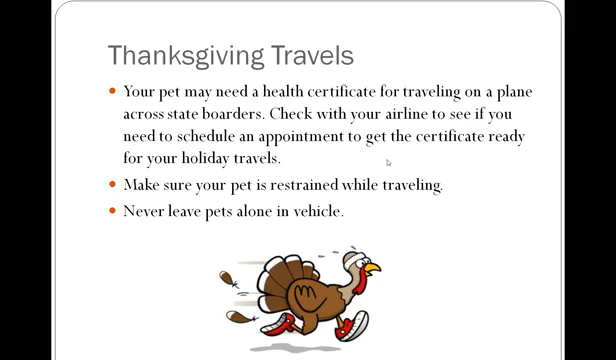 Thanksgiving Travels
• Your pet may need a health certificate for traveling on a plane
across state boarders. Check with your airline to see if you
need to schedule an appointment to get the certificate ready
for your holiday travels.
• Make sure your pet is restrained while traveling.
• Never leave pets alone in vehicle.